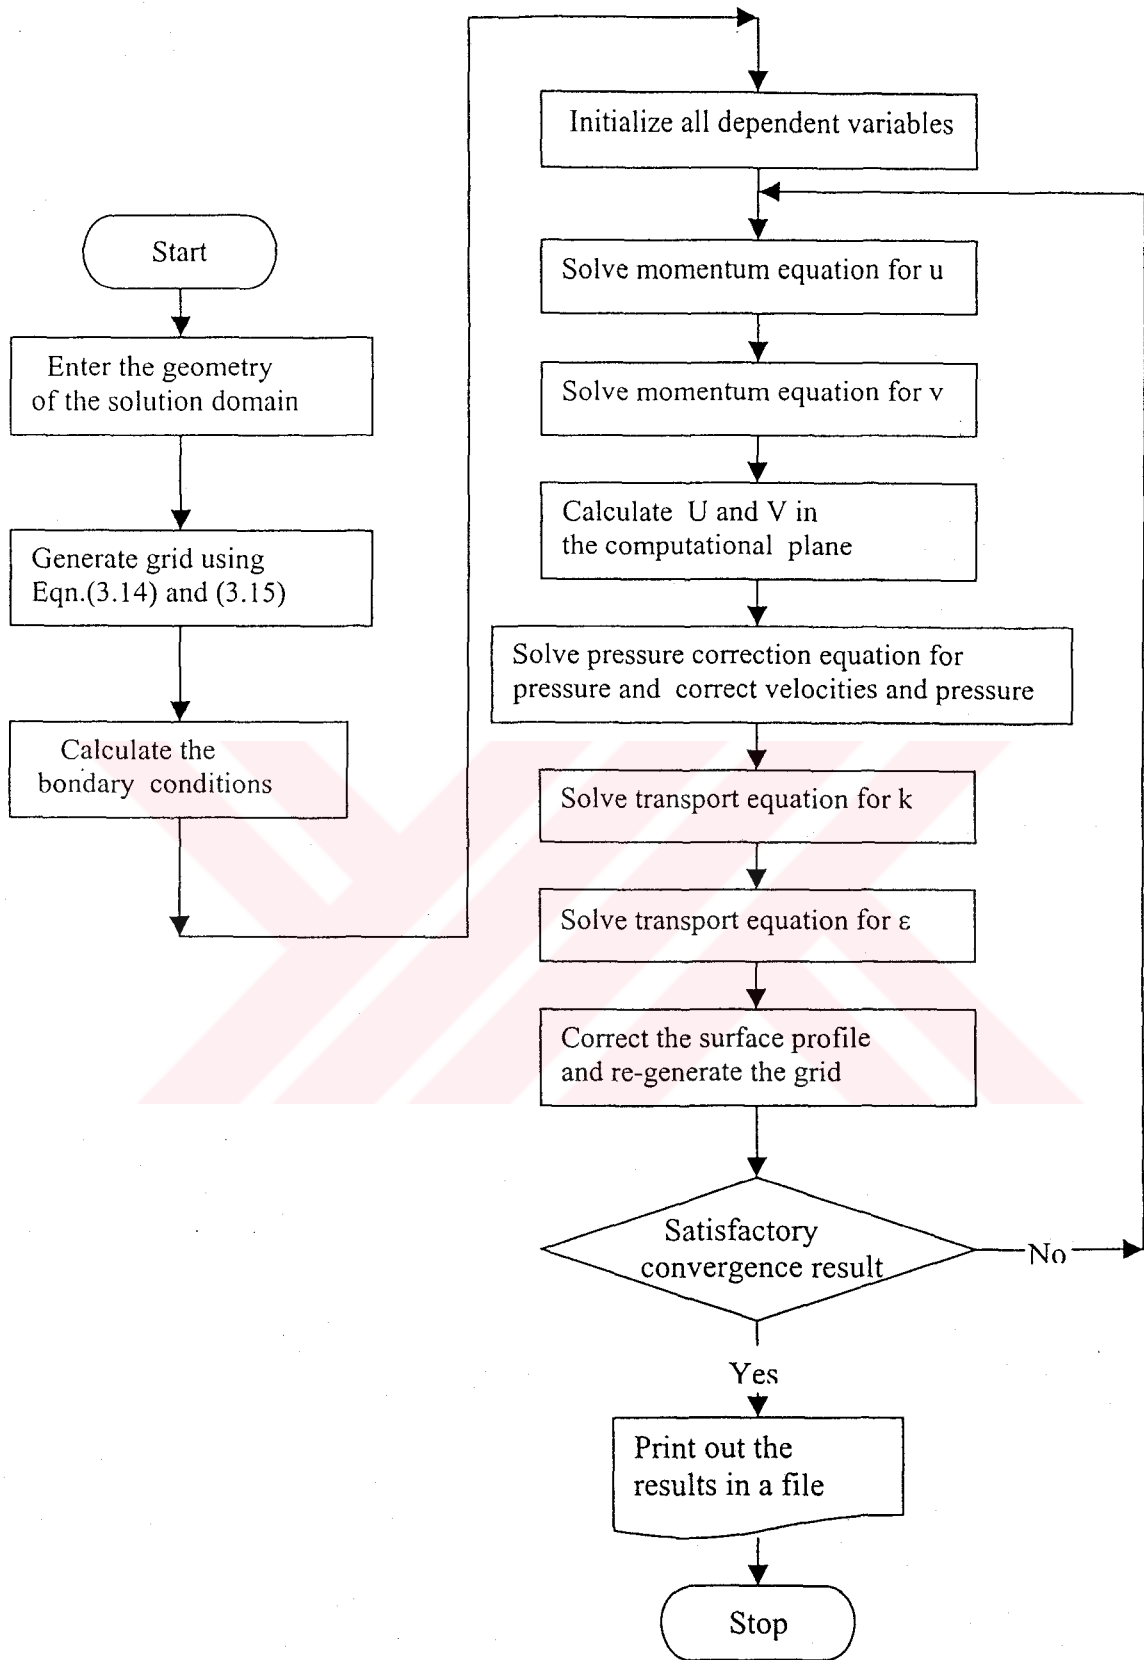 Start
Enter the geometry
of the solution domain
Generate grid using
Eqn.(3.14) and (3.15)
Calculate the
bondary conditions
Initialize all dependent variables
Solve momentum equation for u
Solve momentum equation for v
Calculate U and V in
the computational plane
Solve pressure correction equation for
pressure and correct velocities and pressure
Solve transport equation for k
Solve transport equation for ε
Correct the surface profile
and re-generate the grid
Satisfactory
convergence result
No
Yes
Print out the
results in a file
Stop